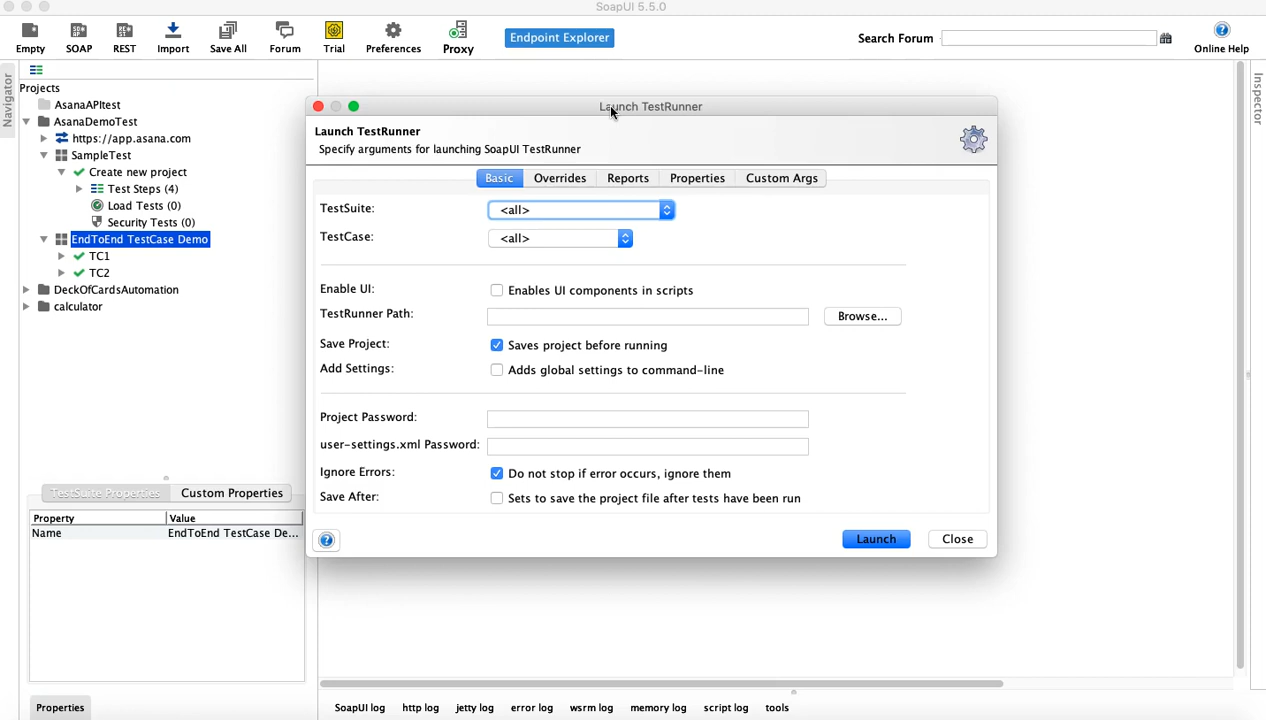 SoapUI 5.5.0
Empty SOAP REST Import Save All Forum Trial Preferences Proxy Endpoint Explorer Search Forum Online Help
Navigator
Inspector
Projects
AsanaAPItest
AsanaDemoTest
https://app.asana.com
SampleTest
Create new project
Test Steps (4)
Load Tests (0)
Security Tests (0)
EndToEnd TestCase Demo
TC1
TC2
DeckOfCardsAutomation
calculator
TestSuite Properties Custom Properties
Property Value
Name EndToEnd TestCase De...
Properties
Launch TestRunner
Launch TestRunner
Specify arguments for launching SoapUI TestRunner
Basic Overrides Reports Properties Custom Args
TestSuite: <all>
TestCase: <all>
Enable UI: Enables UI components in scripts
TestRunner Path: Browse...
Save Project: Saves project before running
Add Settings: Adds global settings to command-line
Project Password:
user-settings.xml Password:
Ignore Errors: Do not stop if error occurs, ignore them
Save After: Sets to save the project file after tests have been run
Launch Close
SoapUI log http log jetty log error log wsrm log memory log script log tools